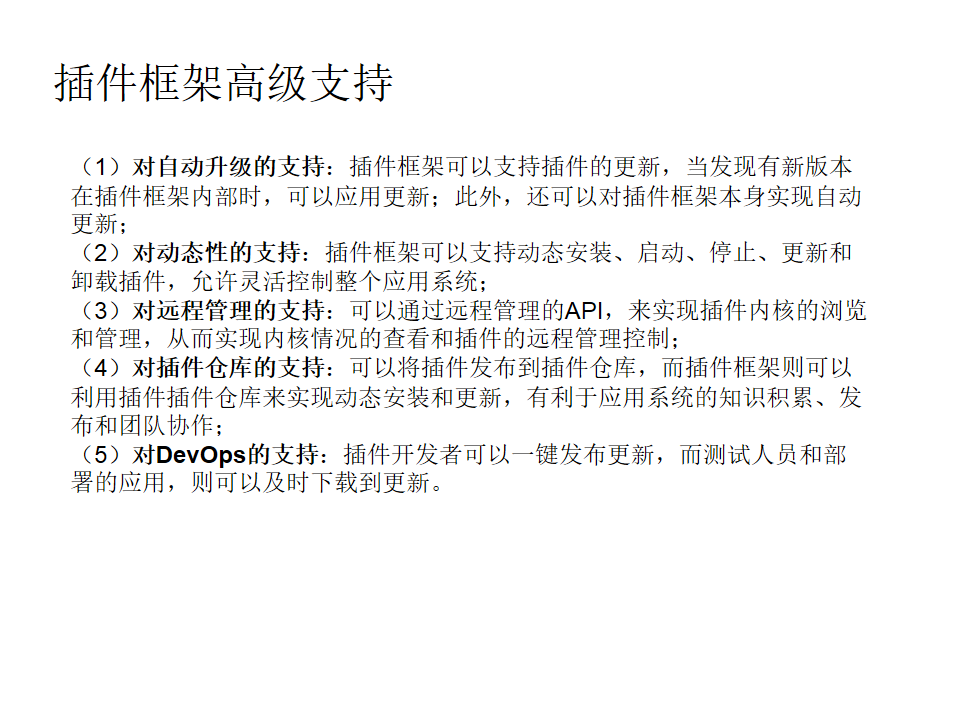 插件框架高级支持
（1）对自动升级的支持：插件框架可以支持插件的更新，当发现有新版本
在插件框架内部时，可以应用更新；此外，还可以对插件框架本身实现自动
更新；
（2）对动态性的支持：插件框架可以支持动态安装、启动、停止、更新和
卸载插件，允许灵活控制整个应用系统；
（3）对远程管理的支持：可以通过远程管理的API，来实现插件内核的浏览
和管理，从而实现内核情况的查看和插件的远程管理控制；
（4）对插件仓库的支持：可以将插件发布到插件仓库，而插件框架则可以
利用插件插件仓库来实现动态安装和更新，有利于应用系统的知识积累、发
布和团队协作；
（5）对DevOps的支持：插件开发者可以一键发布更新，而测试人员和部
署的应用，则可以及时下载到更新。